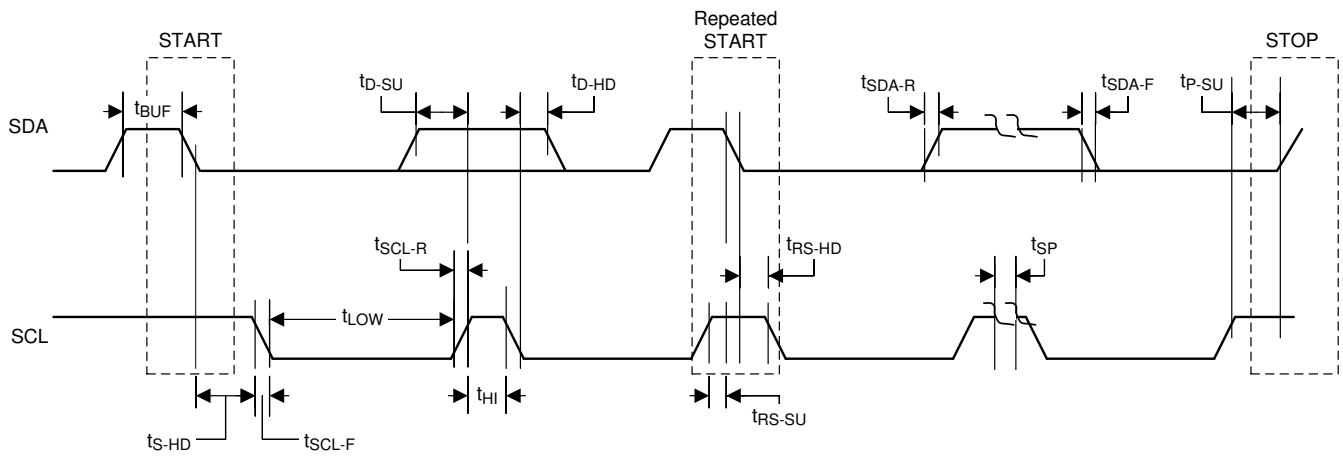 Repeated
START
START
STOP
tD-SU
tD-HD
tSDA-R
tSDA-F
tP-SU
tBUF
SDA
tSCL-R
tRS-HD
tSP
tLOW
SCL
tHI
tRS-SU
tS-HD
tSCL-F